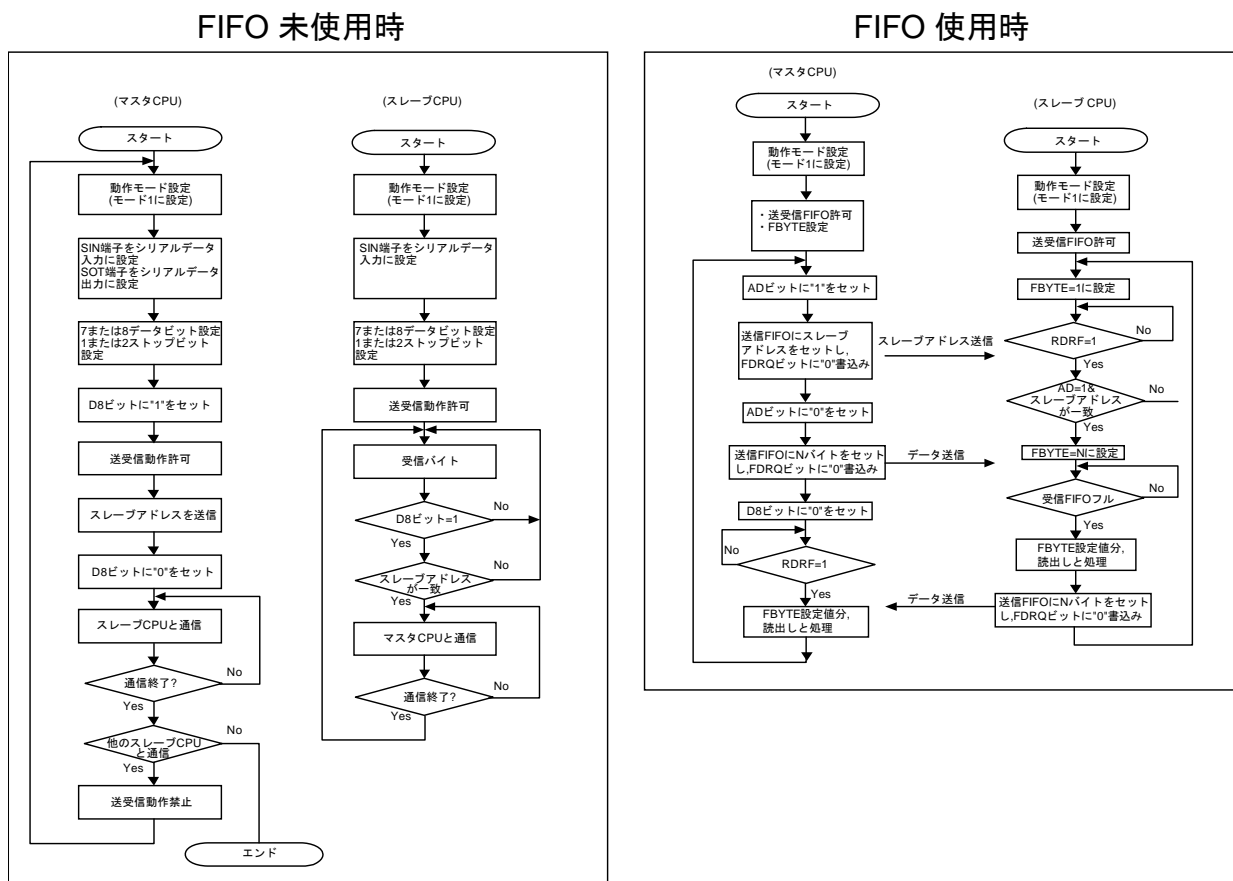 FIFO 未使用時
(マスタCPU)
スタート
動作モード設定
(モード1に設定)
SIN端子をシリアルデータ
入力に設定
SOT端子をシリアルデータ
出力に設定
7または8データビット設定
1または2ストップビット
設定
D8ビットに"1"をセット
送受信動作許可
スレーブアドレスを送信
D8ビットに"0"をセット
スレーブCPUと通信
通信終了?
No
Yes
他のスレーブCPU
と通信
No
Yes
送受信動作禁止
エンド
(スレーブCPU)
スタート
動作モード設定
(モード1に設定)
SIN端子をシリアルデータ
入力に設定
7または8データビット設定
1または2ストップビット
設定
送受信動作許可
受信バイト
D8ビット=1
No
Yes
スレーブアドレス
が一致
No
Yes
マスタCPUと通信
通信終了?
No
Yes
FIFO 使用時
(マスタCPU)
スタート
動作モード設定
(モード1に設定)
・送受信FIFO許可
・FBYTE設定
ADビットに"1"をセット
送信FIFOにスレーブ
アドレスをセットし,
FDRQビットに"0"書込み
スレーブアドレス送信
ADビットに"0"をセット
送信FIFOにNバイトをセット
し,FDRQビットに"0"書込み
データ送信
D8ビットに"0"をセット
No
RDRF=1
Yes
FBYTE設定値分,
読出しと処理
データ送信
(スレーブ CPU)
スタート
動作モード設定
(モード1に設定)
送受信FIFO許可
FBYTE=1に設定
RDRF=1
No
Yes
AD=1&
スレーブアドレス
が一致
No
Yes
FBYTE=Nに設定
受信FIFOフル
No
Yes
FBYTE設定値分,
読出しと処理
送信FIFOにNバイトをセット
し,FDRQビットに"0"書込み